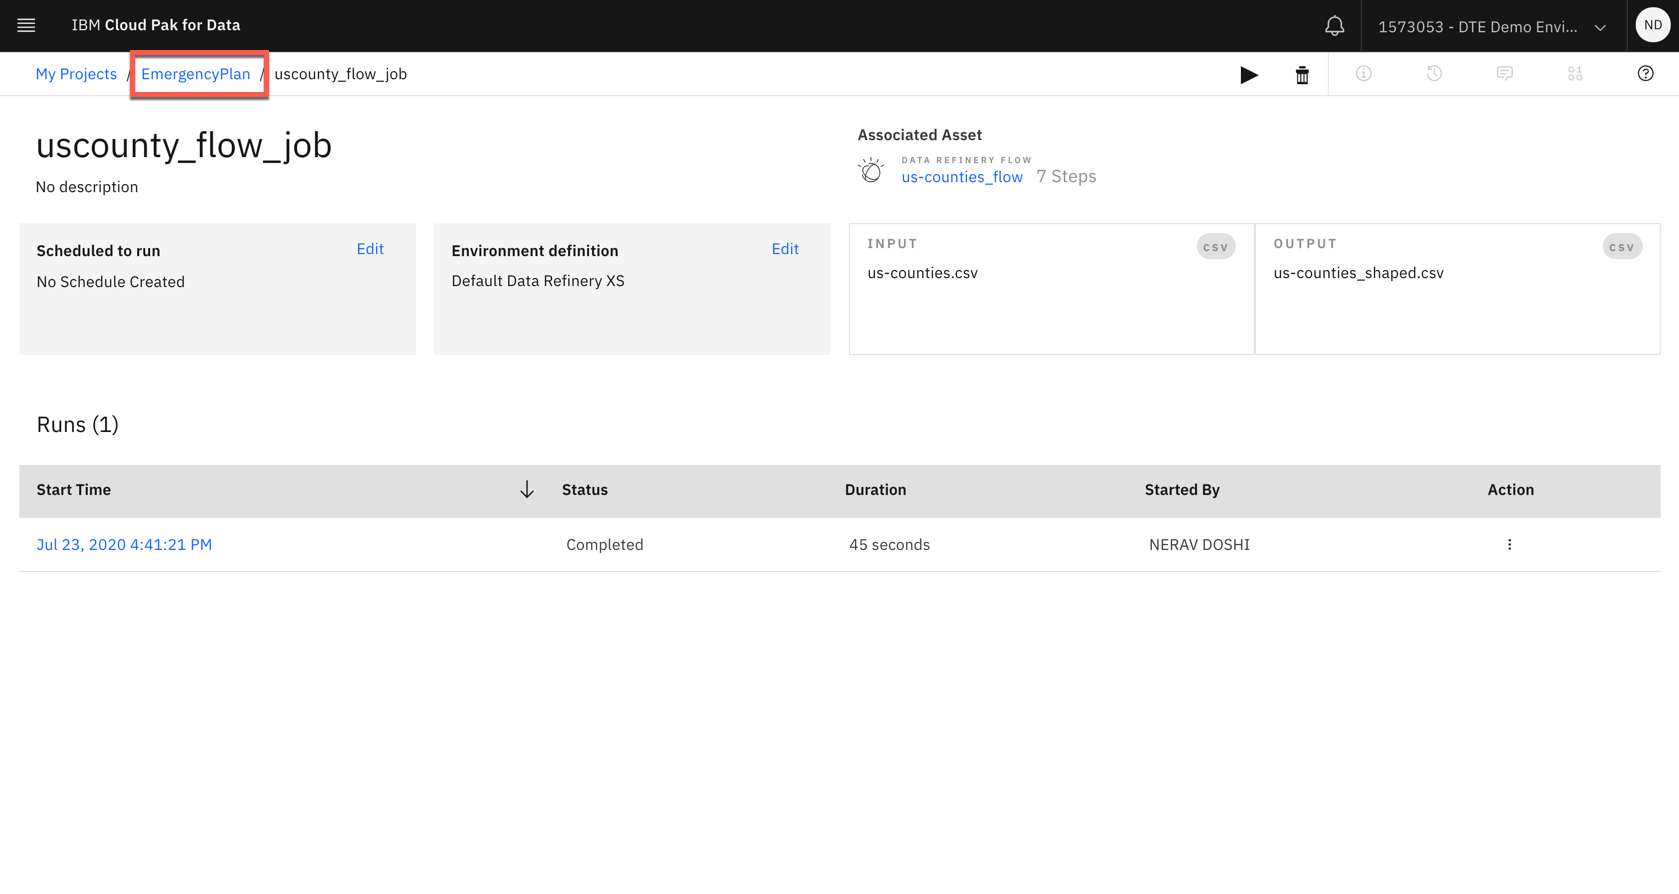 IBM Cloud Pak for Data
1573053 - DTE Demo Envi...
ND
My Projects / EmergencyPlan / uscounty_flow_job
uscounty_flow_job
No description
Associated Asset
DATA REFINERY FLOW
us-counties_flow 7 Steps
Scheduled to run
Edit
No Schedule Created
Environment definition
Edit
Default Data Refinery XS
INPUT
csv
us-counties.csv
OUTPUT
csv
us-counties_shaped.csv
Runs (1)
Start Time Status Duration Started By Action
Jul 23, 2020 4:41:21 PM Completed 45 seconds NERAV DOSHI